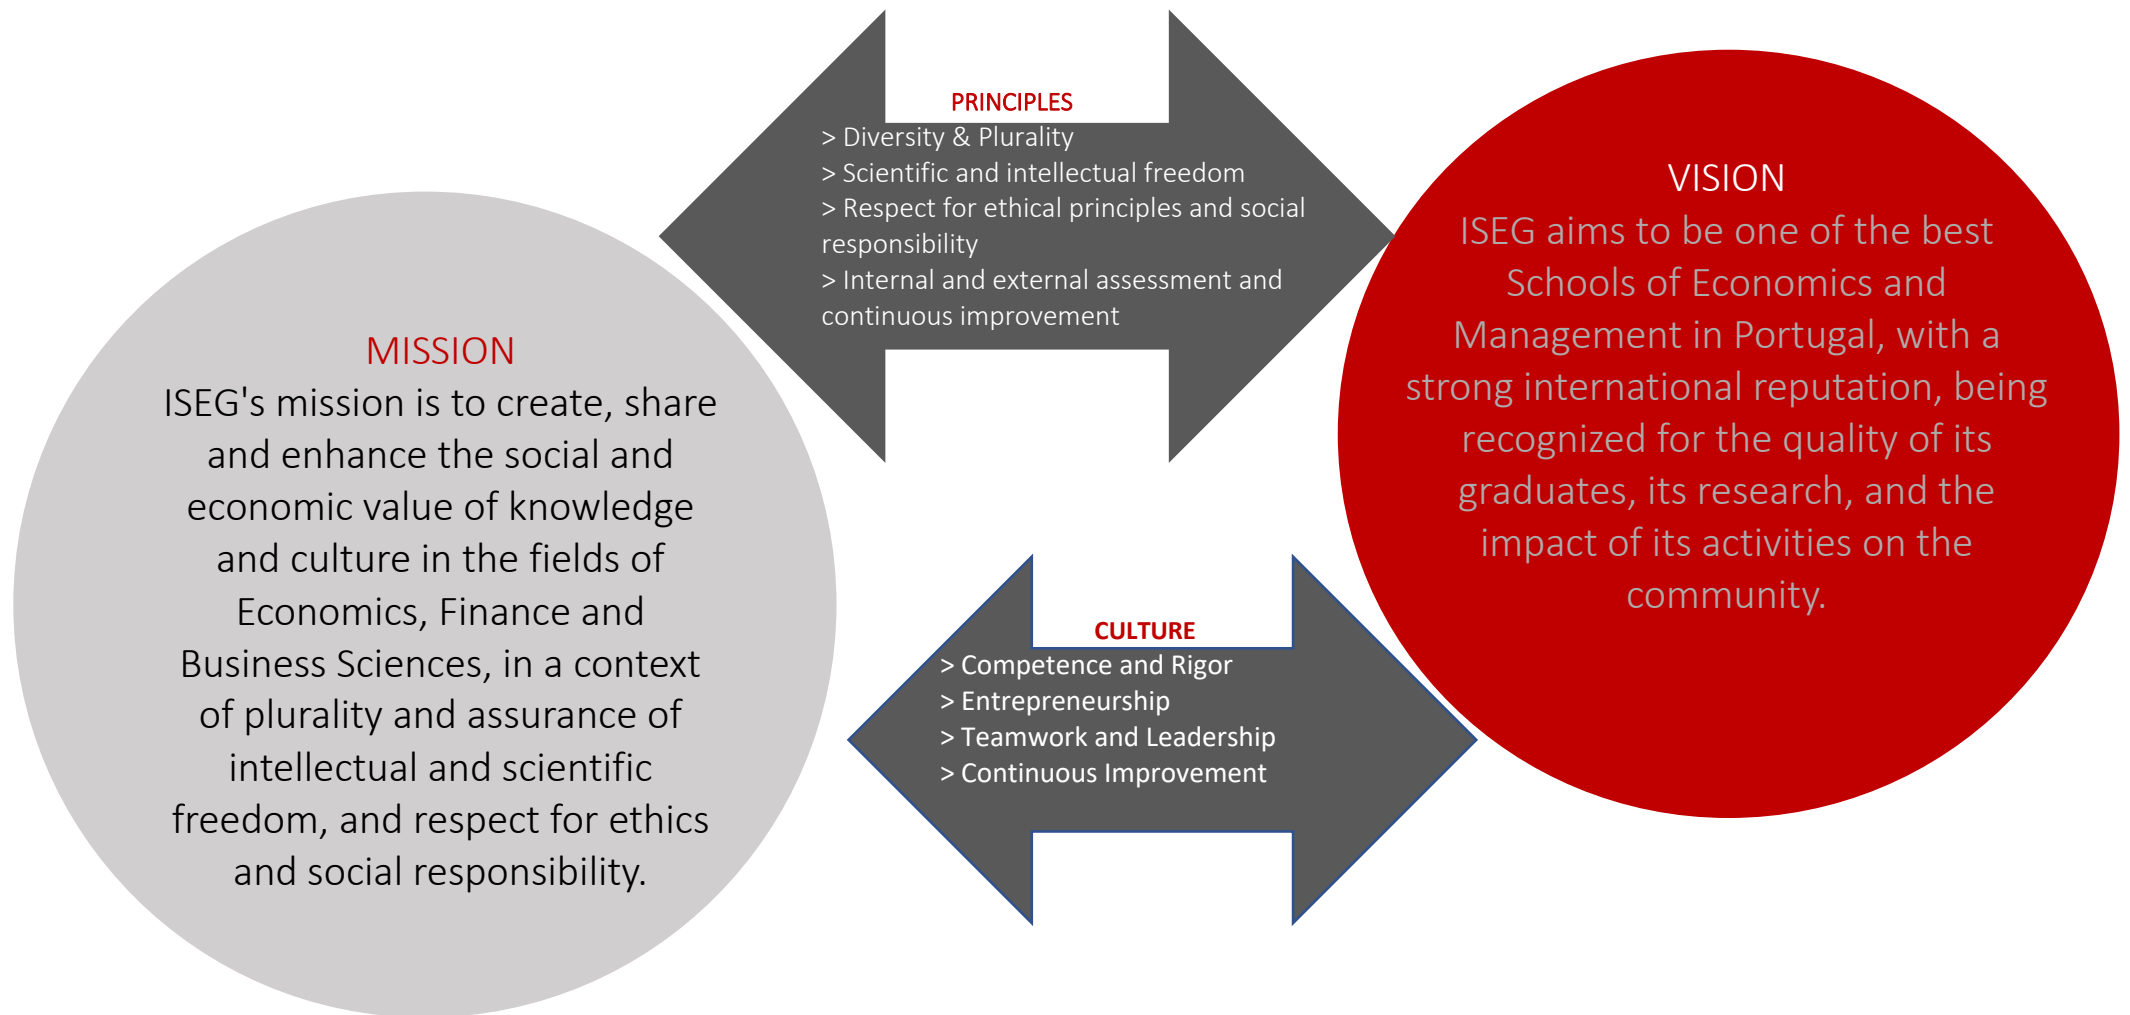 PRINCIPLES
> Diversity & Plurality
> Scientific and intellectual freedom
> Respect for ethical principles and social
responsibility
> Internal and external assessment and
continuous improvement
MISSION
ISEG's mission is to create, share
and enhance the social and
economic value of knowledge
and culture in the fields of
Economics, Finance and
Business Sciences, in a context
of plurality and assurance of
intellectual and scientific
freedom, and respect for ethics
and social responsibility.
VISION
ISEG aims to be one of the best
Schools of Economics and
Management in Portugal, with a
strong international reputation, being
recognized for the quality of its
graduates, its research, and the
impact of its activities on the
community.
CULTURE
> Competence and Rigor
> Entrepreneurship
> Teamwork and Leadership
> Continuous Improvement